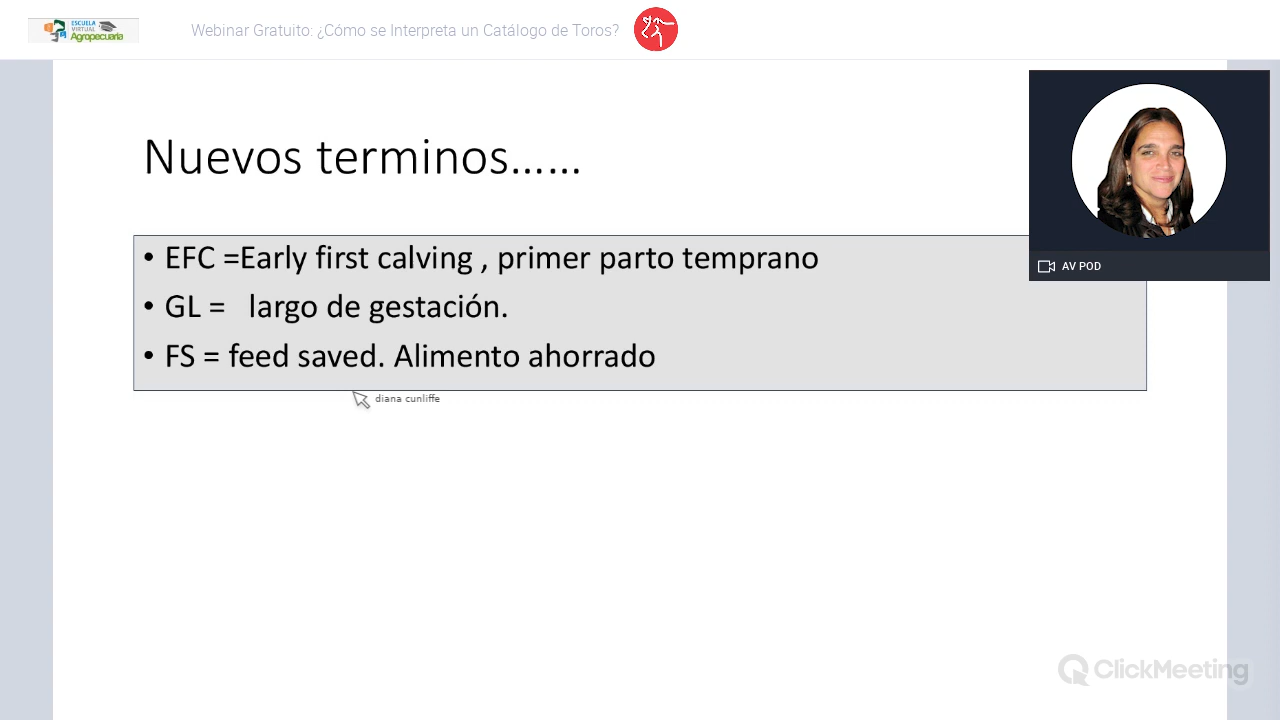 ESCUELA
VIRTUAL
Agropecuaria
Webinar Gratuito: ¿Cómo se Interpreta un Catálogo de Toros?
Nuevos terminos......
AV POD
• EFC =Early first calving , primer parto temprano
• GL = largo de gestación.
• FS = feed saved. Alimento ahorrado
diana cunliffe
ClickMeeting